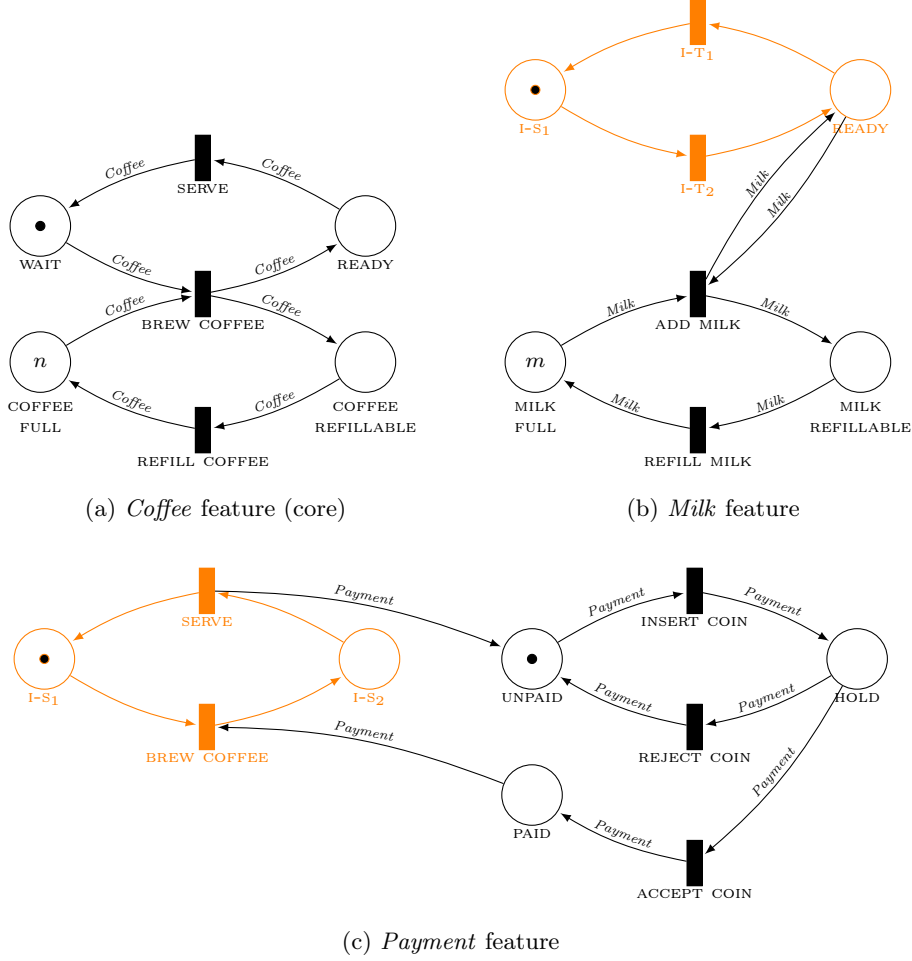 I-T1
I-S1
READY
I-T2
Milk
Milk
Coffee
Coffee
SERVE
WAIT
READY
Coffee
Coffee
Coffee
Coffee
BREW COFFEE
n
COFFEE
FULL
COFFEE
REFILLABLE
Coffee
Coffee
REFILL COFFEE
Milk
Milk
ADD MILK
m
MILK
FULL
MILK
REFILLABLE
Milk
Milk
REFILL MILK
(a) Coffee feature (core)
(b) Milk feature
SERVE
Payment
Payment
Payment
INSERT COIN
I-S1
I-S2
UNPAID
HOLD
Payment
Payment
BREW COFFEE
Payment
REJECT COIN
Payment
PAID
Payment
ACCEPT COIN
(c) Payment feature